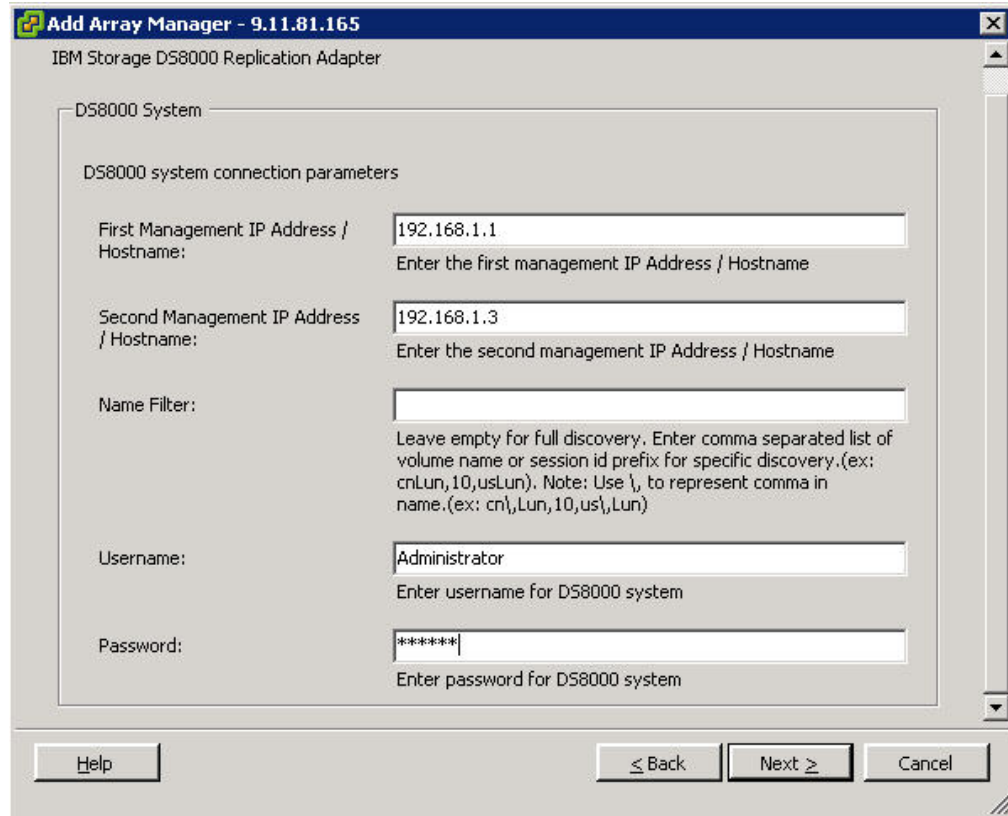 Add Array Manager - 9.11.81.165
IBM Storage DS8000 Replication Adapter
DS8000 System
DS8000 system connection parameters
First Management IP Address /
Hostname:
192.168.1.1
Enter the first management IP Address / Hostname
Second Management IP Address
/ Hostname:
192.168.1.3
Enter the second management IP Address / Hostname
Name Filter:
Leave empty for full discovery. Enter comma separated list of
volume name or session id prefix for specific discovery.(ex:
cnLun,10,usLun). Note: Use \, to represent comma in
name.(ex: cn\,Lun,10,us\,Lun)
Username:
Administrator
Enter username for DS8000 system
Password:
******
Enter password for DS8000 system
Help
< Back
Next >
Cancel